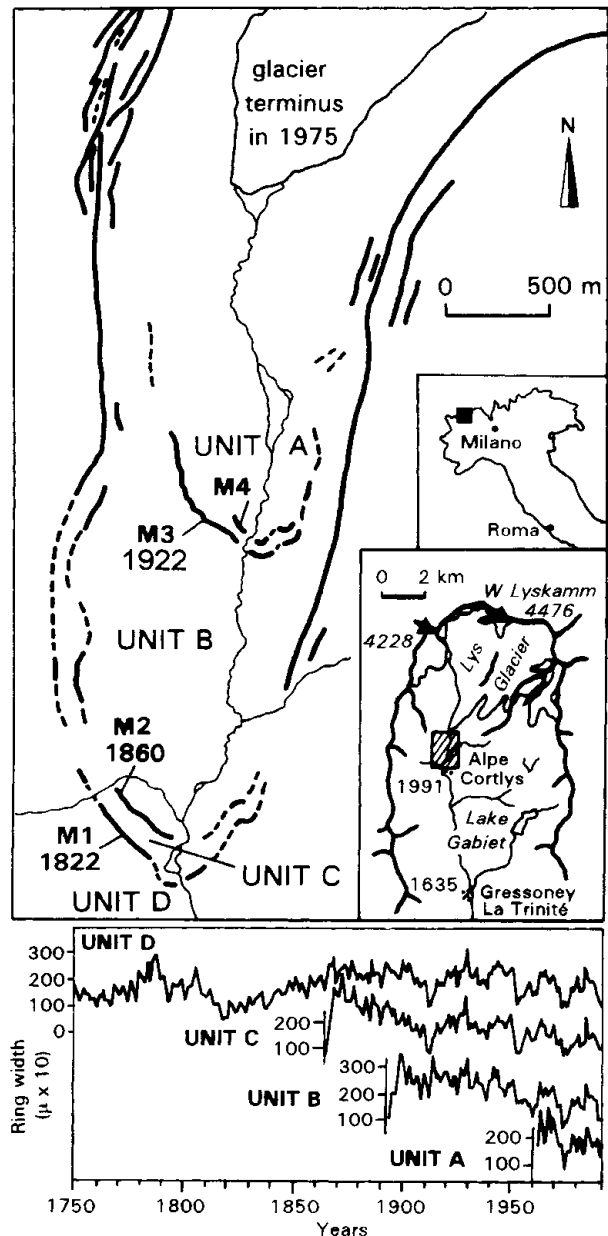 glacier
terminus
in 1975
N
0 500 m
UNIT A
M4
M3
1922
Milano
Roma
0 2 km
W Lyskamm
4476
4228
Lys
Glacier
UNIT B
M2
1860
Alpe
Cortlys
1991
Lake
Gabiet
M1
1822
UNIT C
UNIT D
1635
Gressoney
La Trinité
UNIT D
300
200
100
0
UNIT C
200
100
UNIT B
300
200
100
UNIT A
200
100
Ring width
(μ x 10)
1750 1800 1850 1900 1950
Years